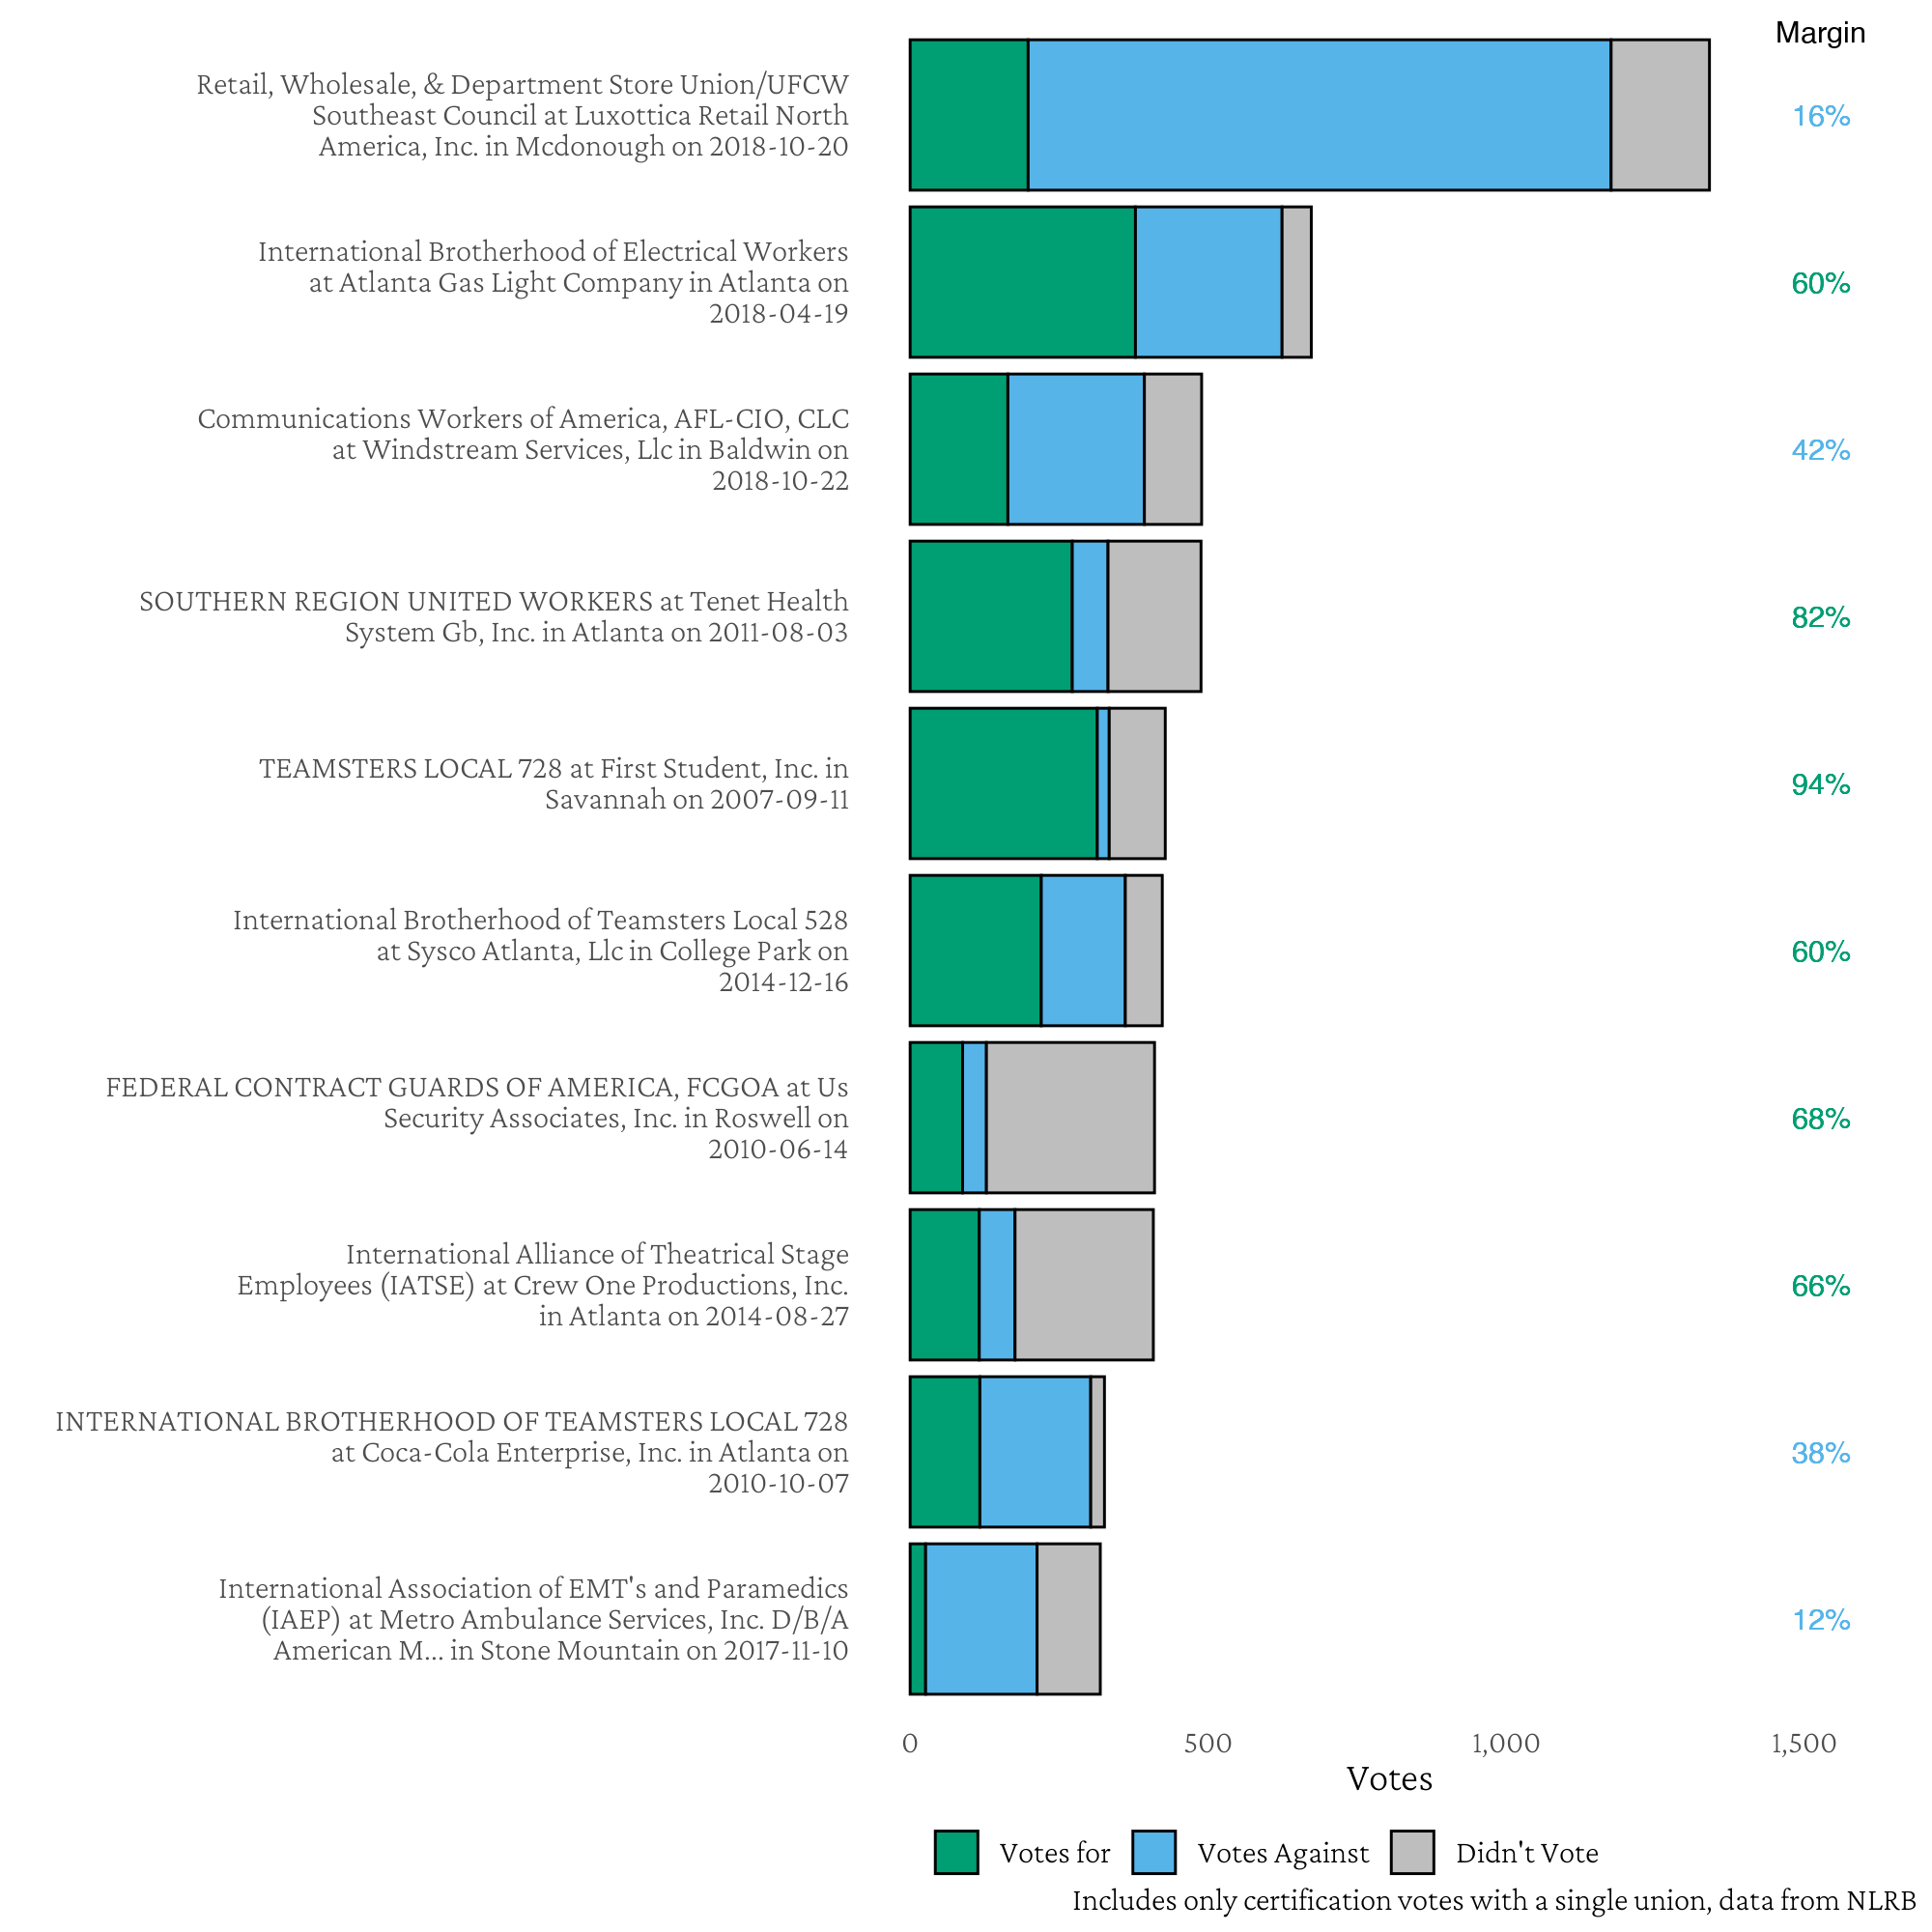 Margin
Retail, Wholesale, & Department Store Union/UFCW
Southeast Council at Luxottica Retail North
America, Inc. in Mcdonough on 2018-10-20
16%
International Brotherhood of Electrical Workers
at Atlanta Gas Light Company in Atlanta on
2018-04-19
60%
Communications Workers of America, AFL-CIO, CLC
at Windstream Services, Llc in Baldwin on
2018-10-22
42%
SOUTHERN REGION UNITED WORKERS at Tenet Health
System Gb, Inc. in Atlanta on 2011-08-03
82%
TEAMSTERS LOCAL 728 at First Student, Inc. in
Savannah on 2007-09-11
94%
International Brotherhood of Teamsters Local 528
at Sysco Atlanta, Llc in College Park on
2014-12-16
60%
FEDERAL CONTRACT GUARDS OF AMERICA, FCGOA at Us
Security Associates, Inc. in Roswell on
2010-06-14
68%
International Alliance of Theatrical Stage
Employees (IATSE) at Crew One Productions, Inc.
in Atlanta on 2014-08-27
66%
INTERNATIONAL BROTHERHOOD OF TEAMSTERS LOCAL 728
at Coca-Cola Enterprise, Inc. in Atlanta on
2010-10-07
38%
International Association of EMT's and Paramedics
(IAEP) at Metro Ambulance Services, Inc. D/B/A
American M... in Stone Mountain on 2017-11-10
12%
0 500 1,000 1,500
Votes
Votes for Votes Against Didn't Vote
Includes only certification votes with a single union, data from NLRB